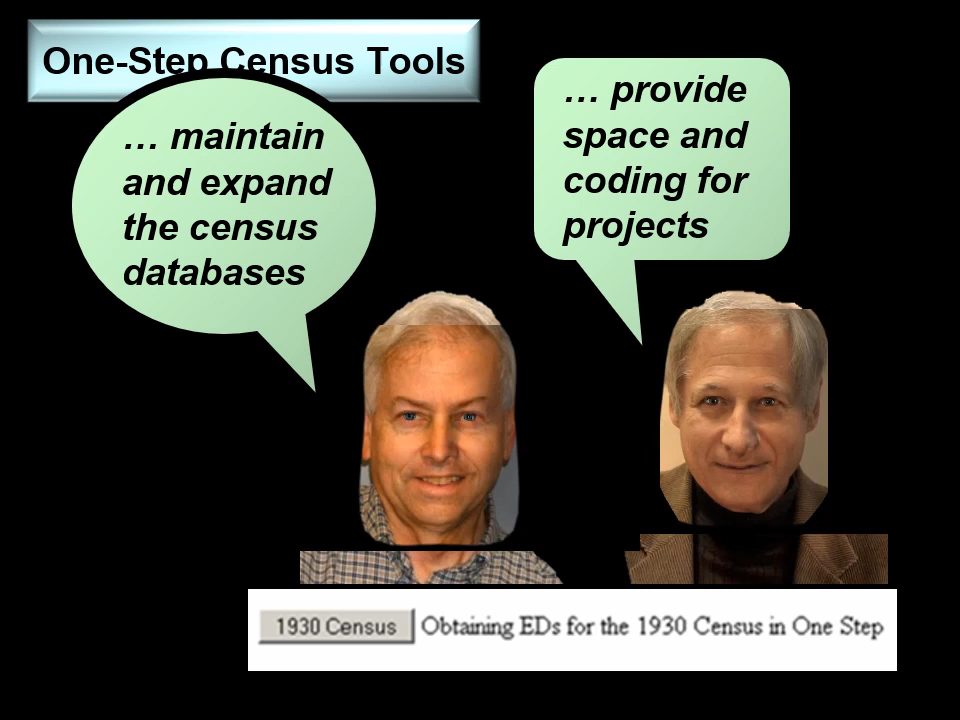 One-Step Census Tools
… maintain
and expand
the census
databases
… provide
space and
coding for
projects
1930 Census Obtaining EDs for the 1930 Census in One Step